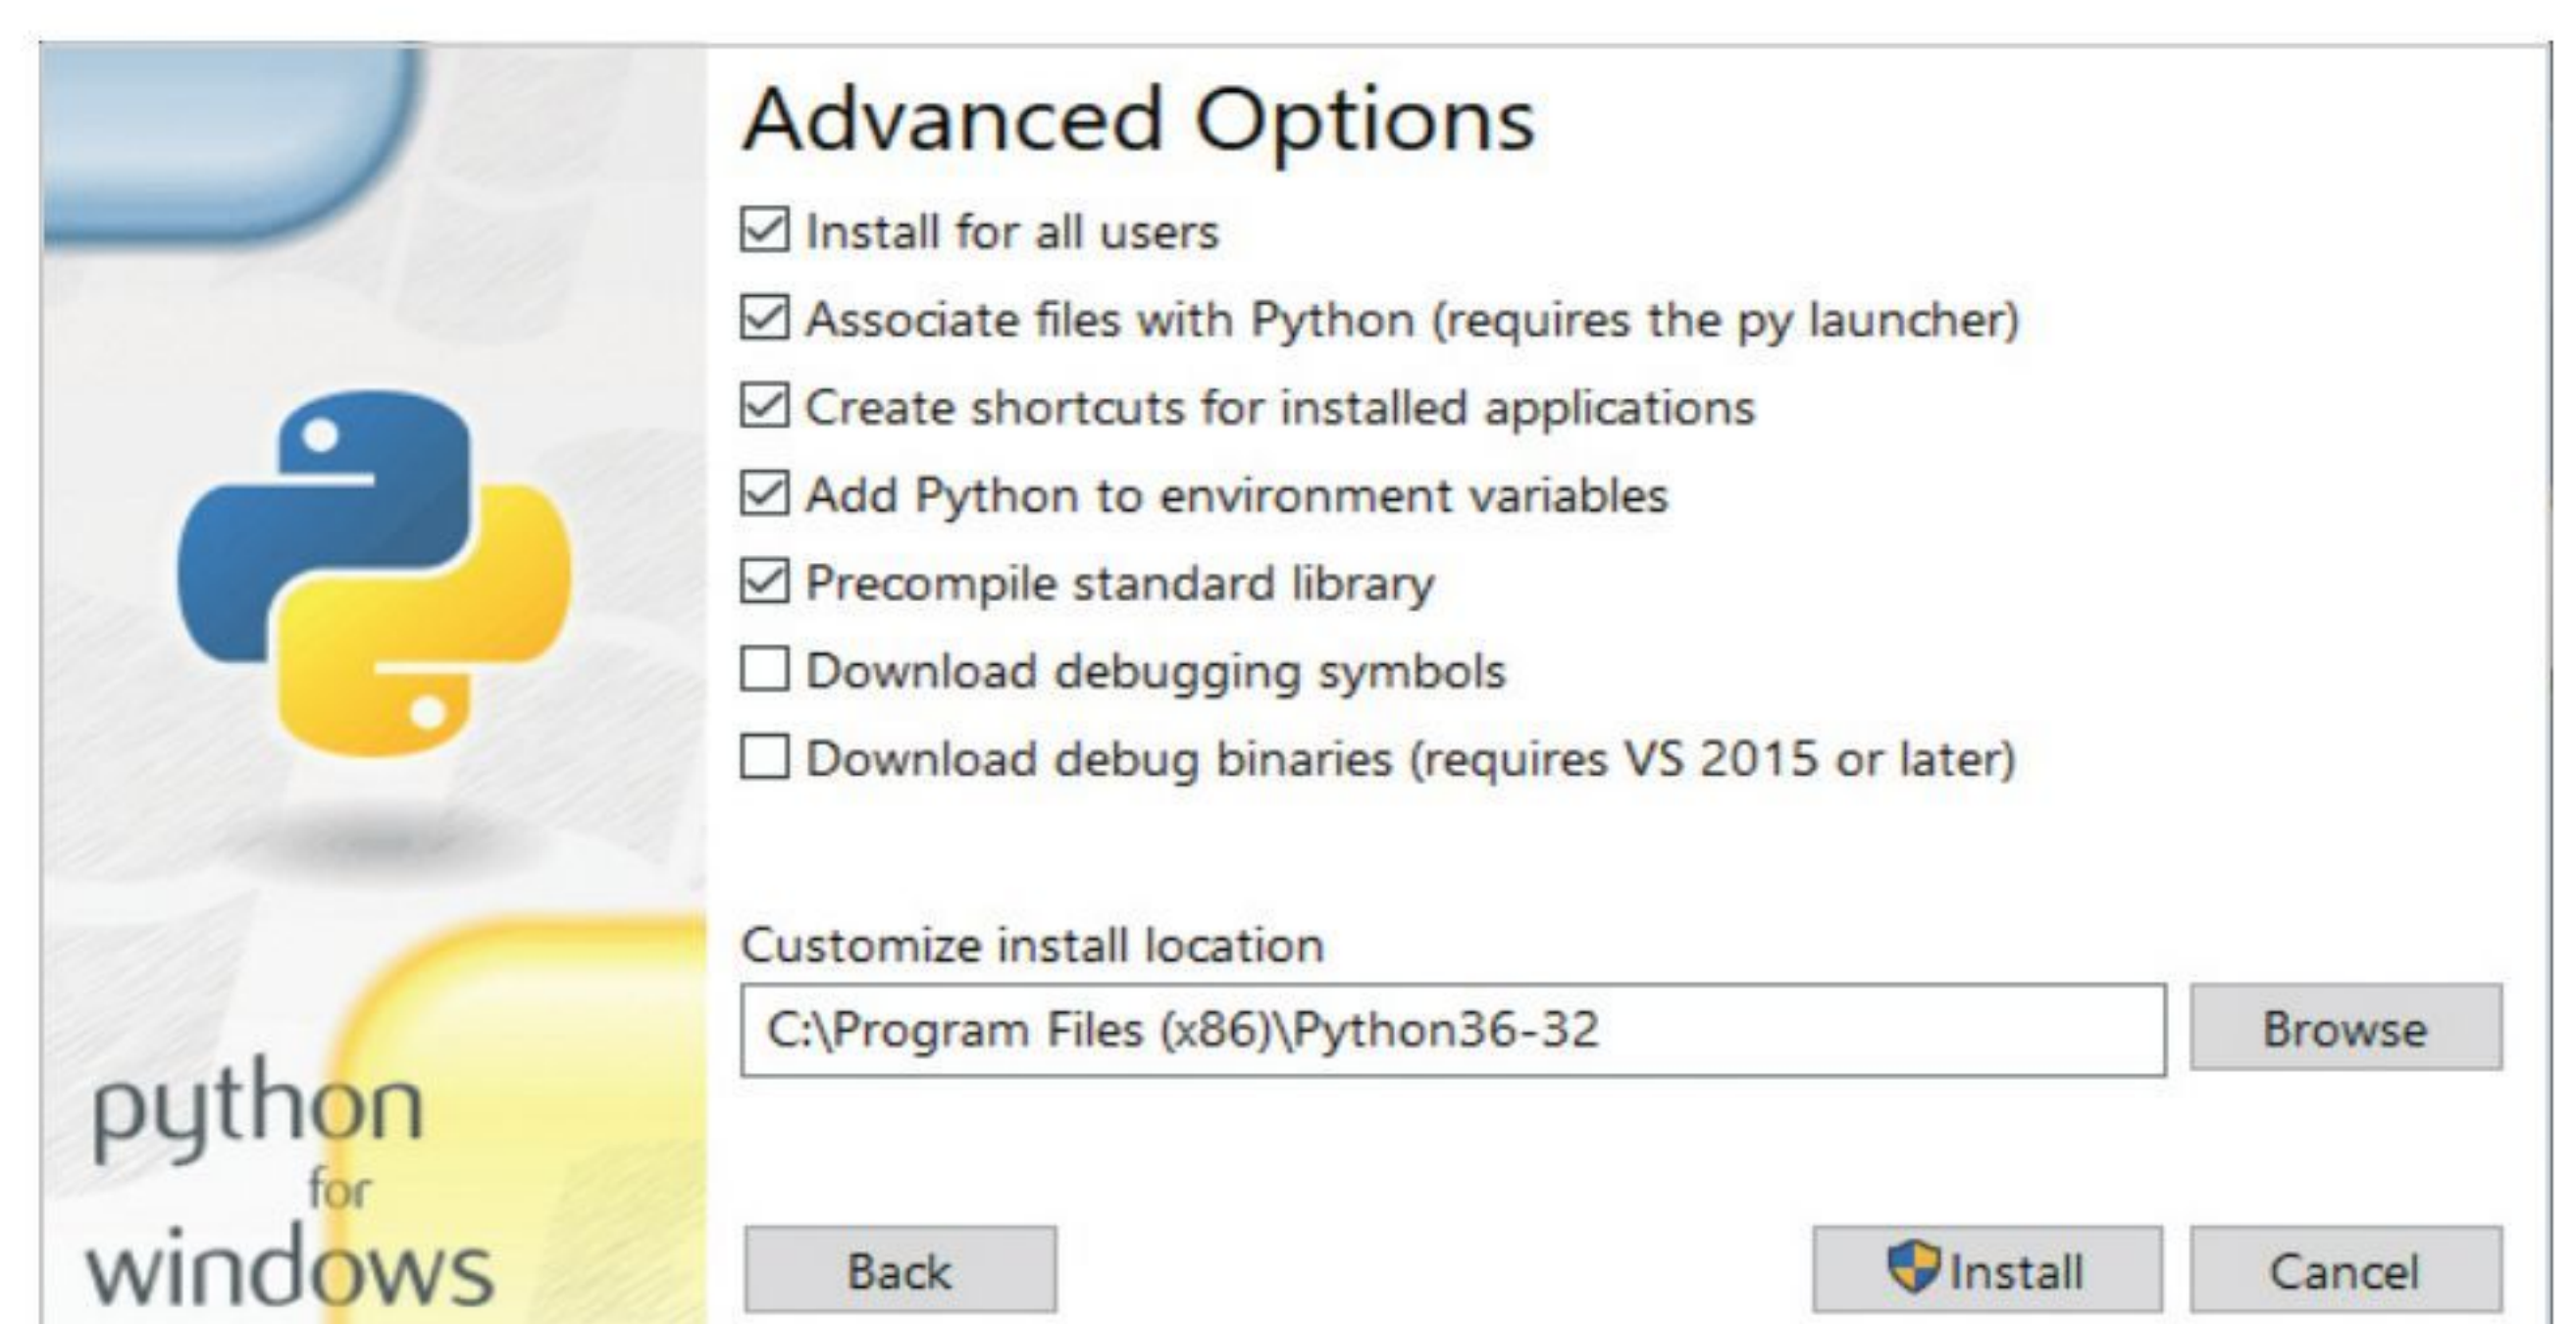 Advanced Options
Install for all users
Associate files with Python (requires the py launcher)
Create shortcuts for installed applications
Add Python to environment variables
Precompile standard library
Download debugging symbols
Download debug binaries (requires VS 2015 or later)
Customize install location
C:\Program Files (x86)\Python36-32
Browse
python
for
windows
Back
Install
Cancel